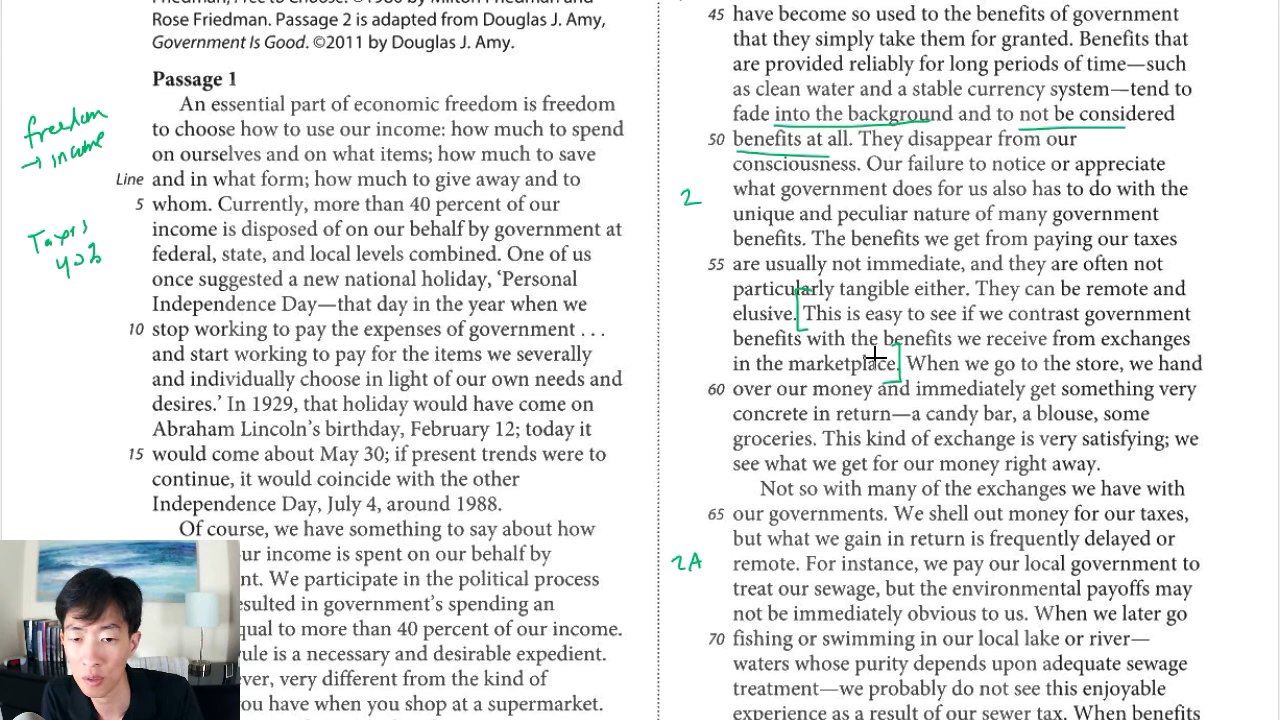 Friedman, Free to Choose. ©1980 by Milton Friedman and
Rose Friedman. Passage 2 is adapted from Douglas J. Amy,
Government Is Good. ©2011 by Douglas J. Amy.
Passage 1
An essential part of economic freedom is freedom
to choose how to use our income: how much to spend
on ourselves and on what items; how much to save
Line and in what form; how much to give away and to
5 whom. Currently, more than 40 percent of our
income is disposed of on our behalf by government at
federal, state, and local levels combined. One of us
once suggested a new national holiday, ‘Personal
Independence Day—that day in the year when we
10 stop working to pay the expenses of government . . .
and start working to pay for the items we severally
and individually choose in light of our own needs and
desires.’ In 1929, that holiday would have come on
Abraham Lincoln’s birthday, February 12; today it
15 would come about May 30; if present trends were to
continue, it would coincide with the other
Independence Day, July 4, around 1988.
Of course, we have something to say about how
ur income is spent on our behalf by
nt. We participate in the political process
esulted in government’s spending an
qual to more than 40 percent of our income.
ule is a necessary and desirable expedient.
ver, very different from the kind of
ou have when you shop at a supermarket.
freedom
→ income
Taxes
40%
45 have become so used to the benefits of government
that they simply take them for granted. Benefits that
are provided reliably for long periods of time—such
as clean water and a stable currency system—tend to
fade into the background and to not be considered
50 benefits at all. They disappear from our
consciousness. Our failure to notice or appreciate
what government does for us also has to do with the
unique and peculiar nature of many government
benefits. The benefits we get from paying our taxes
55 are usually not immediate, and they are often not
particularly tangible either. They can be remote and
elusive. This is easy to see if we contrast government
benefits with the benefits we receive from exchanges
in the marketplace. When we go to the store, we hand
60 over our money and immediately get something very
concrete in return—a candy bar, a blouse, some
groceries. This kind of exchange is very satisfying; we
see what we get for our money right away.
Not so with many of the exchanges we have with
65 our governments. We shell out money for our taxes,
but what we gain in return is frequently delayed or
remote. For instance, we pay our local government to
treat our sewage, but the environmental payoffs may
not be immediately obvious to us. When we later go
70 fishing or swimming in our local lake or river—
waters whose purity depends upon adequate sewage
treatment—we probably do not see this enjoyable
experience as a result of our sewer tax. When benefits
2
2A